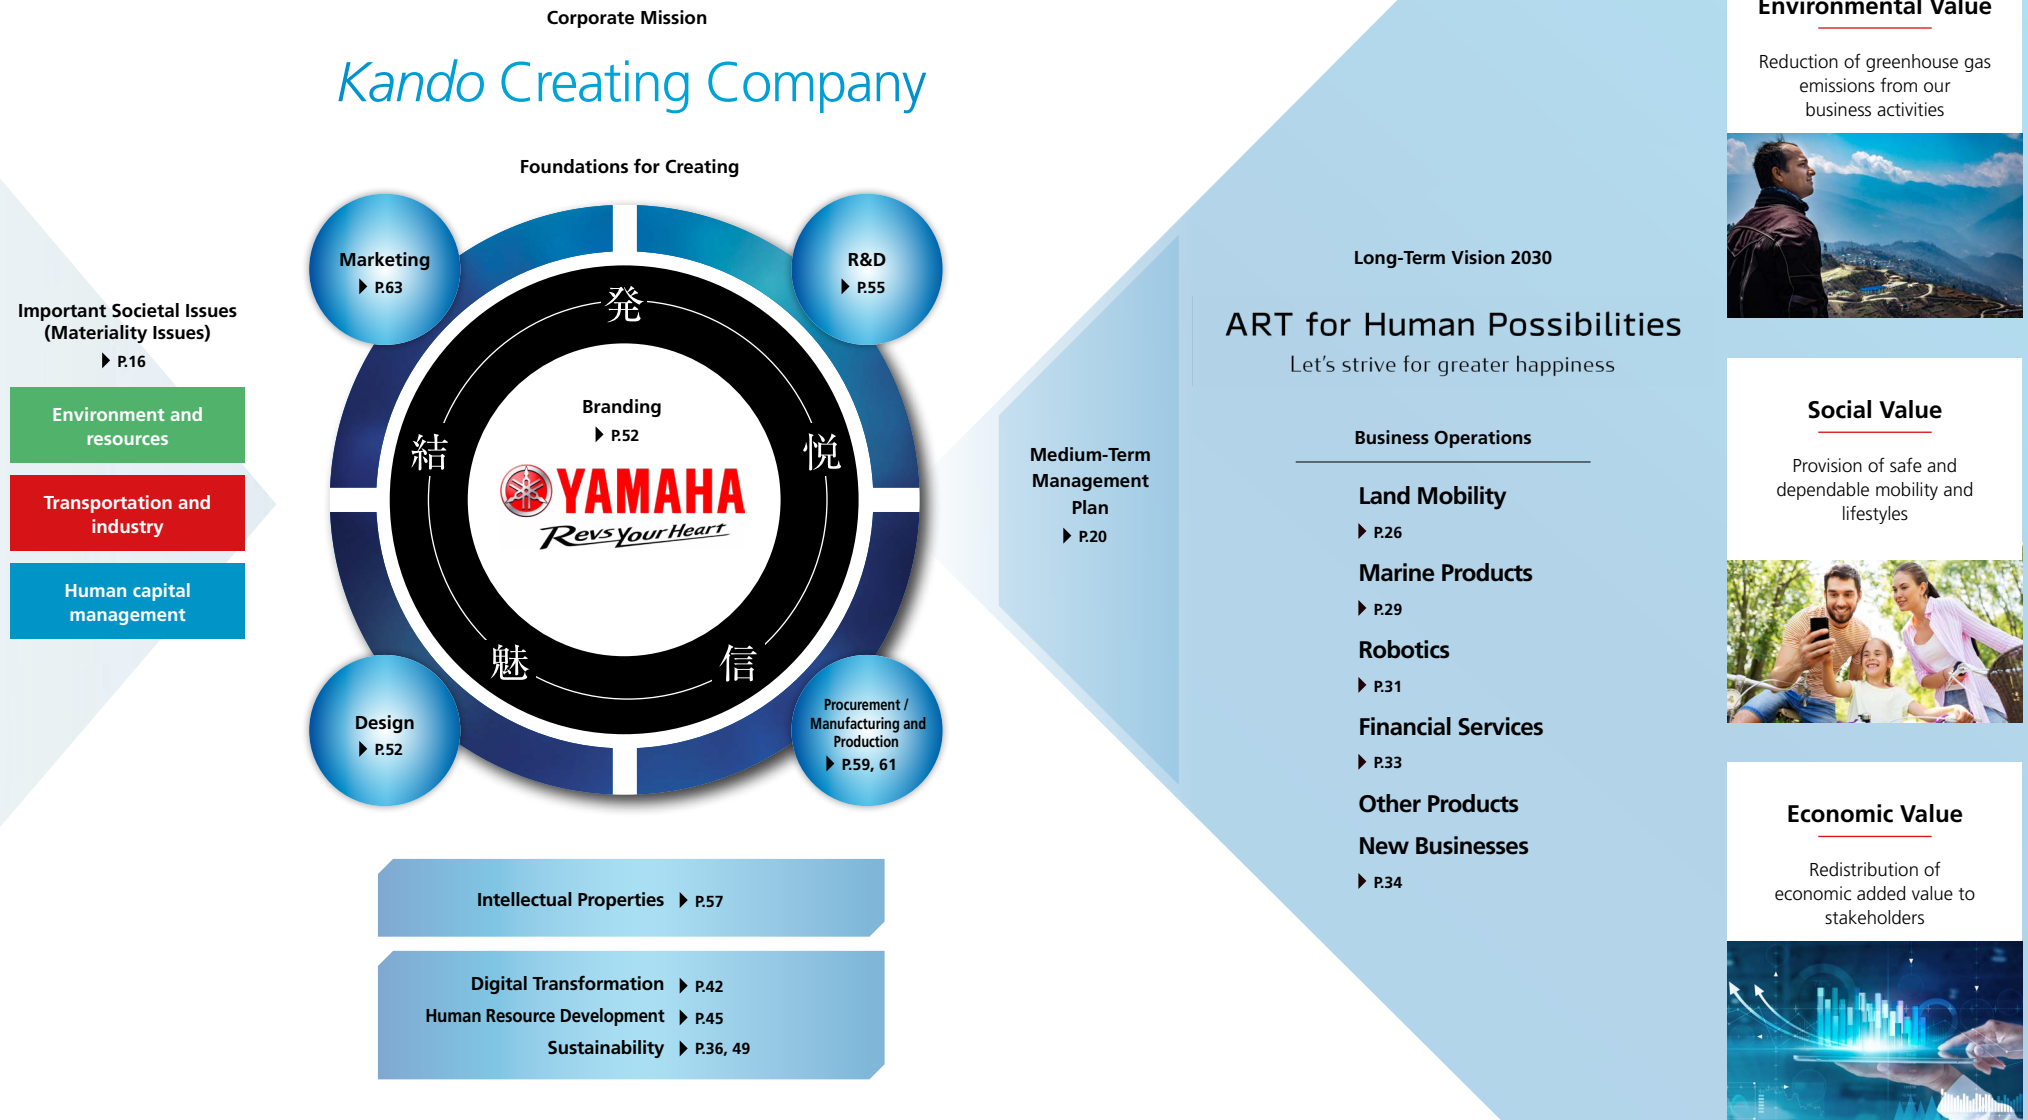 Corporate Mission
Kando Creating Company
Foundations for Creating
Marketing
P.63
R&D
P.55
Important Societal Issues
(Materiality Issues)
P.16
Environment and
resources
Transportation and
industry
Human capital
management
発
悦
信
魅
結
Branding
P.52
YAMAHA
Revs Your Heart
Design
P.52
Procurement /
Manufacturing and
Production
P.59, 61
Intellectual Properties P.57
Digital Transformation P.42
Human Resource Development P.45
Sustainability P.36, 49
Medium-Term
Management
Plan
P.20
Long-Term Vision 2030
ART for Human Possibilities
Let's strive for greater happiness
Business Operations
Land Mobility
P.26
Marine Products
P.29
Robotics
P.31
Financial Services
P.33
Other Products
New Businesses
P.34
Environmental Value
Reduction of greenhouse gas
emissions from our
business activities
Social Value
Provision of safe and
dependable mobility and
lifestyles
Economic Value
Redistribution of
economic added value to
stakeholders